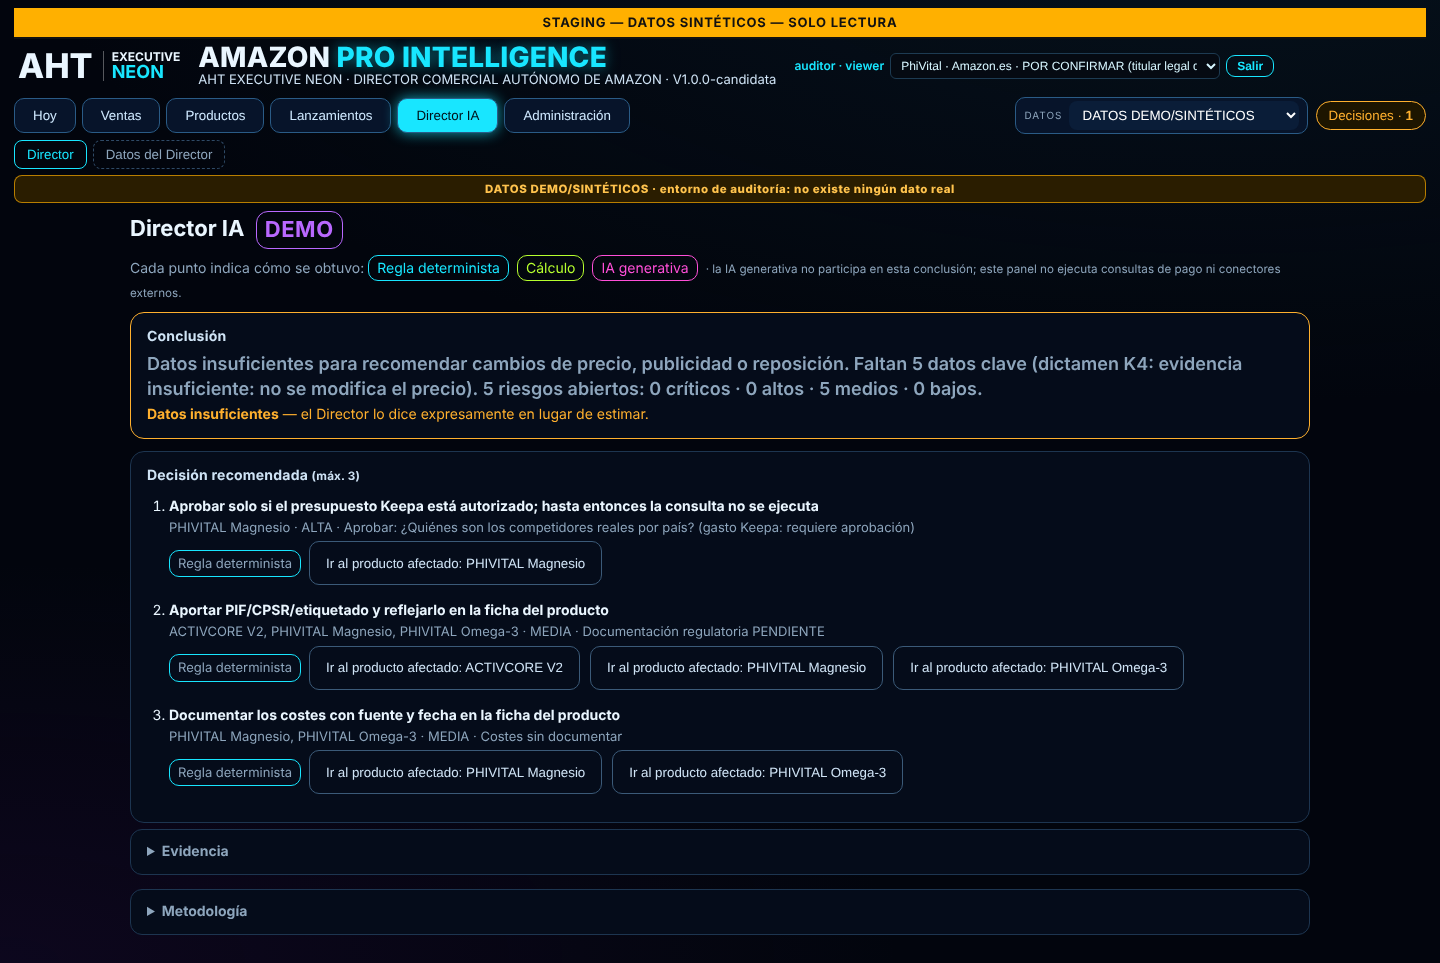 STAGING — DATOS SINTÉTICOS — SOLO LECTURA
AHT EXECUTIVE NEON
AMAZON PRO INTELLIGENCE
AHT EXECUTIVE NEON · DIRECTOR COMERCIAL AUTÓNOMO DE AMAZON · V1.0.0-candidata
auditor · viewer PhiVital · Amazon.es · POR CONFIRMAR (titular legal c Salir
Hoy Ventas Productos Lanzamientos Director IA Administración DATOS DATOS DEMO/SINTÉTICOS Decisiones · 1
Director Datos del Director
DATOS DEMO/SINTÉTICOS · entorno de auditoría: no existe ningún dato real
Director IA DEMO
Cada punto indica cómo se obtuvo: Regla determinista Cálculo IA generativa · la IA generativa no participa en esta conclusión; este panel no ejecuta consultas de pago ni conectores
externos.
Conclusión
Datos insuficientes para recomendar cambios de precio, publicidad o reposición. Faltan 5 datos clave (dictamen K4: evidencia
insuficiente: no se modifica el precio). 5 riesgos abiertos: 0 críticos · 0 altos · 5 medios · 0 bajos.
Datos insuficientes — el Director lo dice expresamente en lugar de estimar.
Decisión recomendada (máx. 3)
1. Aprobar solo si el presupuesto Keepa está autorizado; hasta entonces la consulta no se ejecuta
PHIVITAL Magnesio · ALTA · Aprobar: ¿Quiénes son los competidores reales por país? (gasto Keepa: requiere aprobación)
Regla determinista Ir al producto afectado: PHIVITAL Magnesio
2. Aportar PIF/CPSR/etiquetado y reflejarlo en la ficha del producto
ACTIVCORE V2, PHIVITAL Magnesio, PHIVITAL Omega-3 · MEDIA · Documentación regulatoria PENDIENTE
Regla determinista Ir al producto afectado: ACTIVCORE V2 Ir al producto afectado: PHIVITAL Magnesio Ir al producto afectado: PHIVITAL Omega-3
3. Documentar los costes con fuente y fecha en la ficha del producto
PHIVITAL Magnesio, PHIVITAL Omega-3 · MEDIA · Costes sin documentar
Regla determinista Ir al producto afectado: PHIVITAL Magnesio Ir al producto afectado: PHIVITAL Omega-3
Evidencia
Metodología